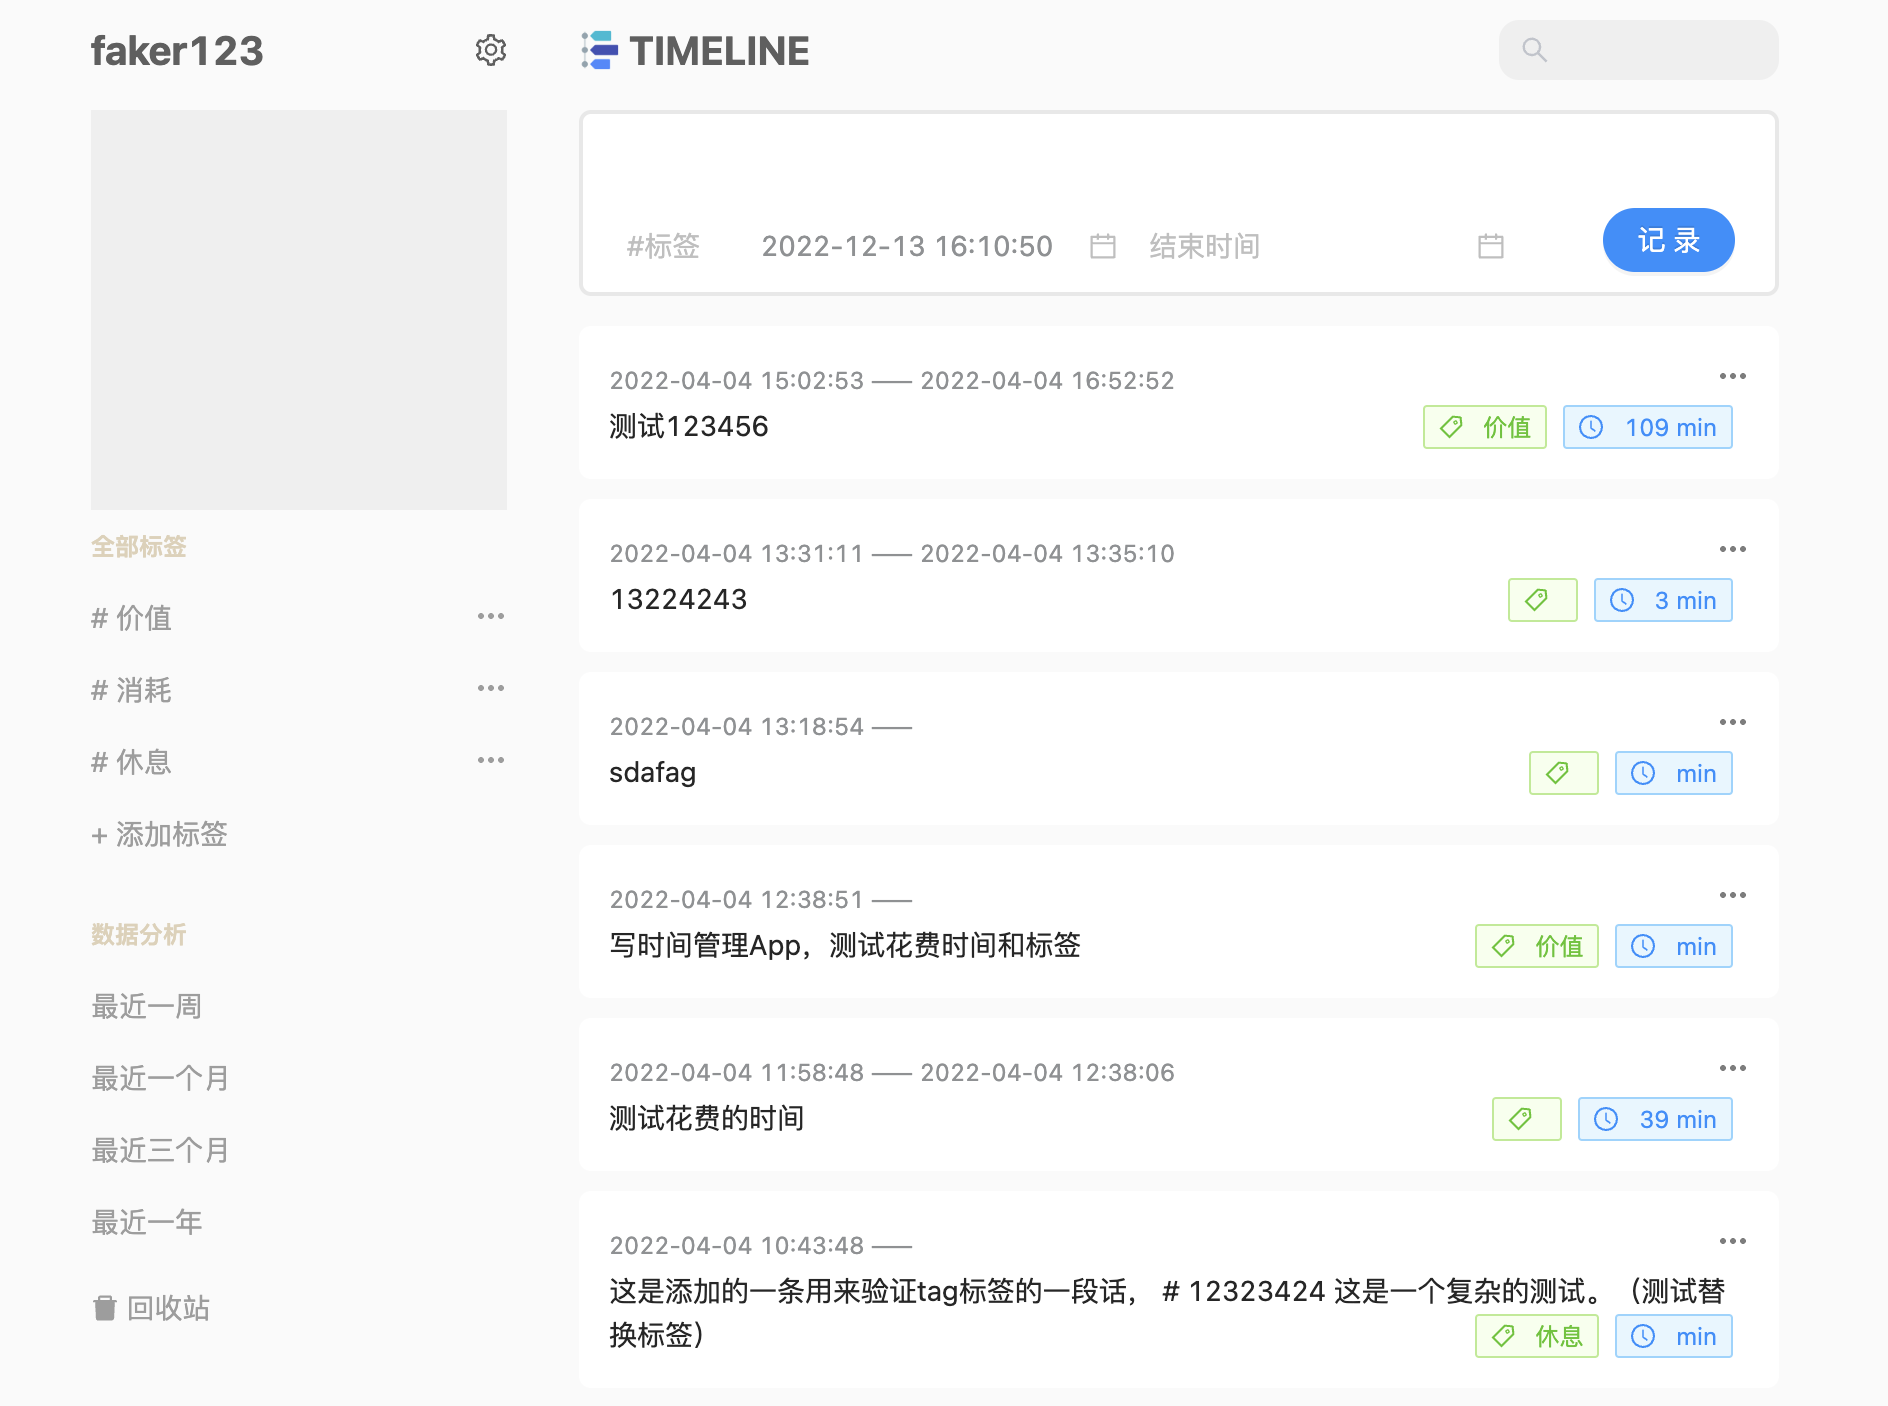 faker123
TIMELINE
#标签
2022-12-13 16:10:50
结束时间
记 录
全部标签
# 价值
# 消耗
# 休息
+ 添加标签
数据分析
最近一周
最近一个月
最近三个月
最近一年
回收站
2022-04-04 15:02:53 —— 2022-04-04 16:52:52
测试123456
价值
109 min
2022-04-04 13:31:11 —— 2022-04-04 13:35:10
13224243
3 min
2022-04-04 13:18:54 ——
sdafag
min
2022-04-04 12:38:51 ——
写时间管理App，测试花费时间和标签
价值
min
2022-04-04 11:58:48 —— 2022-04-04 12:38:06
测试花费的时间
39 min
2022-04-04 10:43:48 ——
这是添加的一条用来验证tag标签的一段话， # 12323424 这是一个复杂的测试。（测试替
换标签）
休息
min